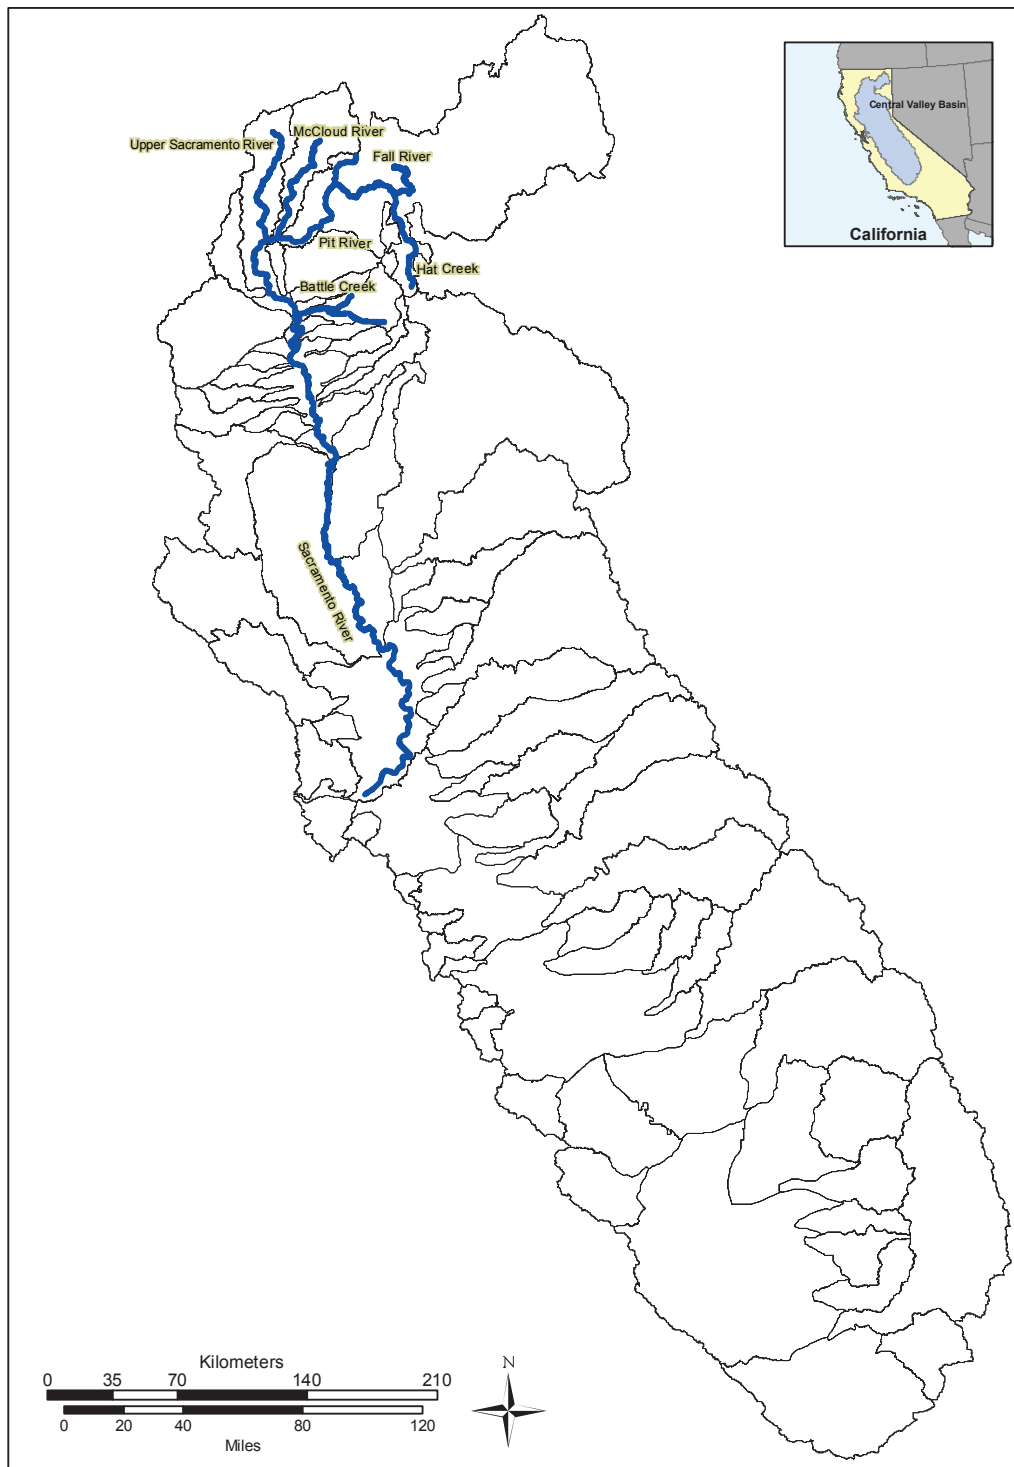 Central Valley Basin
California
McCloud River
Upper Sacramento River
Fall River
Pit River
Hat Creek
Battle Creek
Sacramento River
Kilometers
0 35 70 140 210
0 20 40 80 120
Miles
N